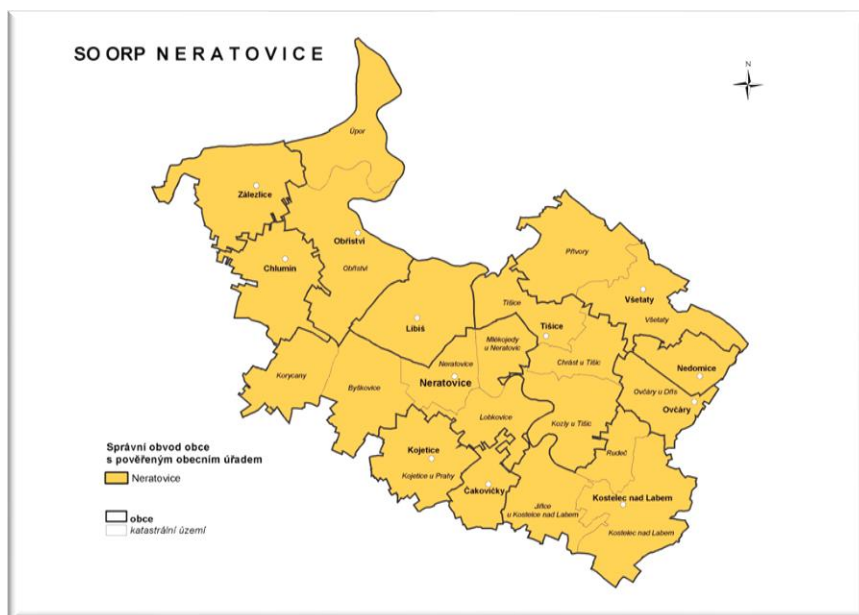 SO ORP NERATOVICE
N
Úpor
Zálezlice
Obříství
Obříství
Chlumín
Přívory
Všetaty
Všetaty
Tišice
Tišice
Libiš
Mlékojedy
u Neratovic
Chrást u Tišic
Nedomice
Neratovice
Neratovice
Korycany
Byškovice
Ovčáry u Dřís
Ovčáry
Lobkovice
Kozly u Tišic
Kojetice
Kojetice u Prahy
Rudeč
Čakovičky
Jiřice
u Kostelce nad Labem
Kostelec nad Labem
Kostelec nad Labem
Správní obvod obce
s pověřeným obecním úřadem
Neratovice
obce
katastrální území